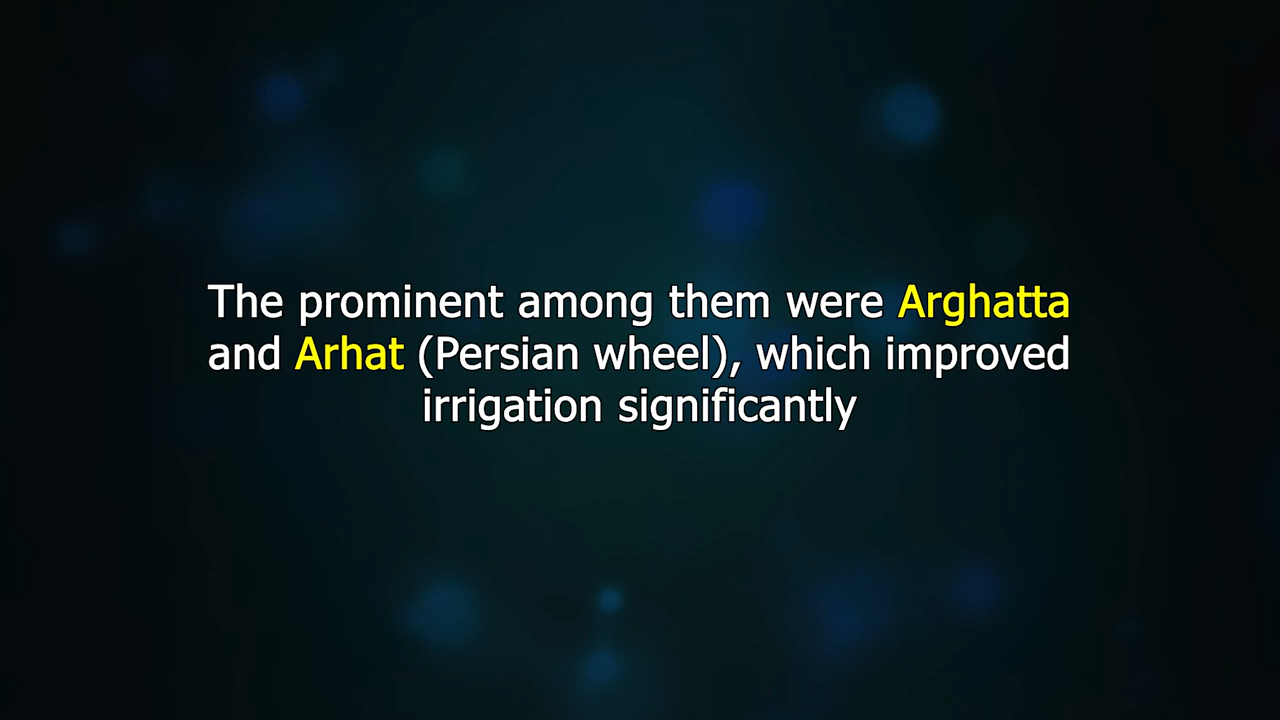 The prominent among them were Arghatta
and Arhat (Persian wheel), which improved
irrigation significantly